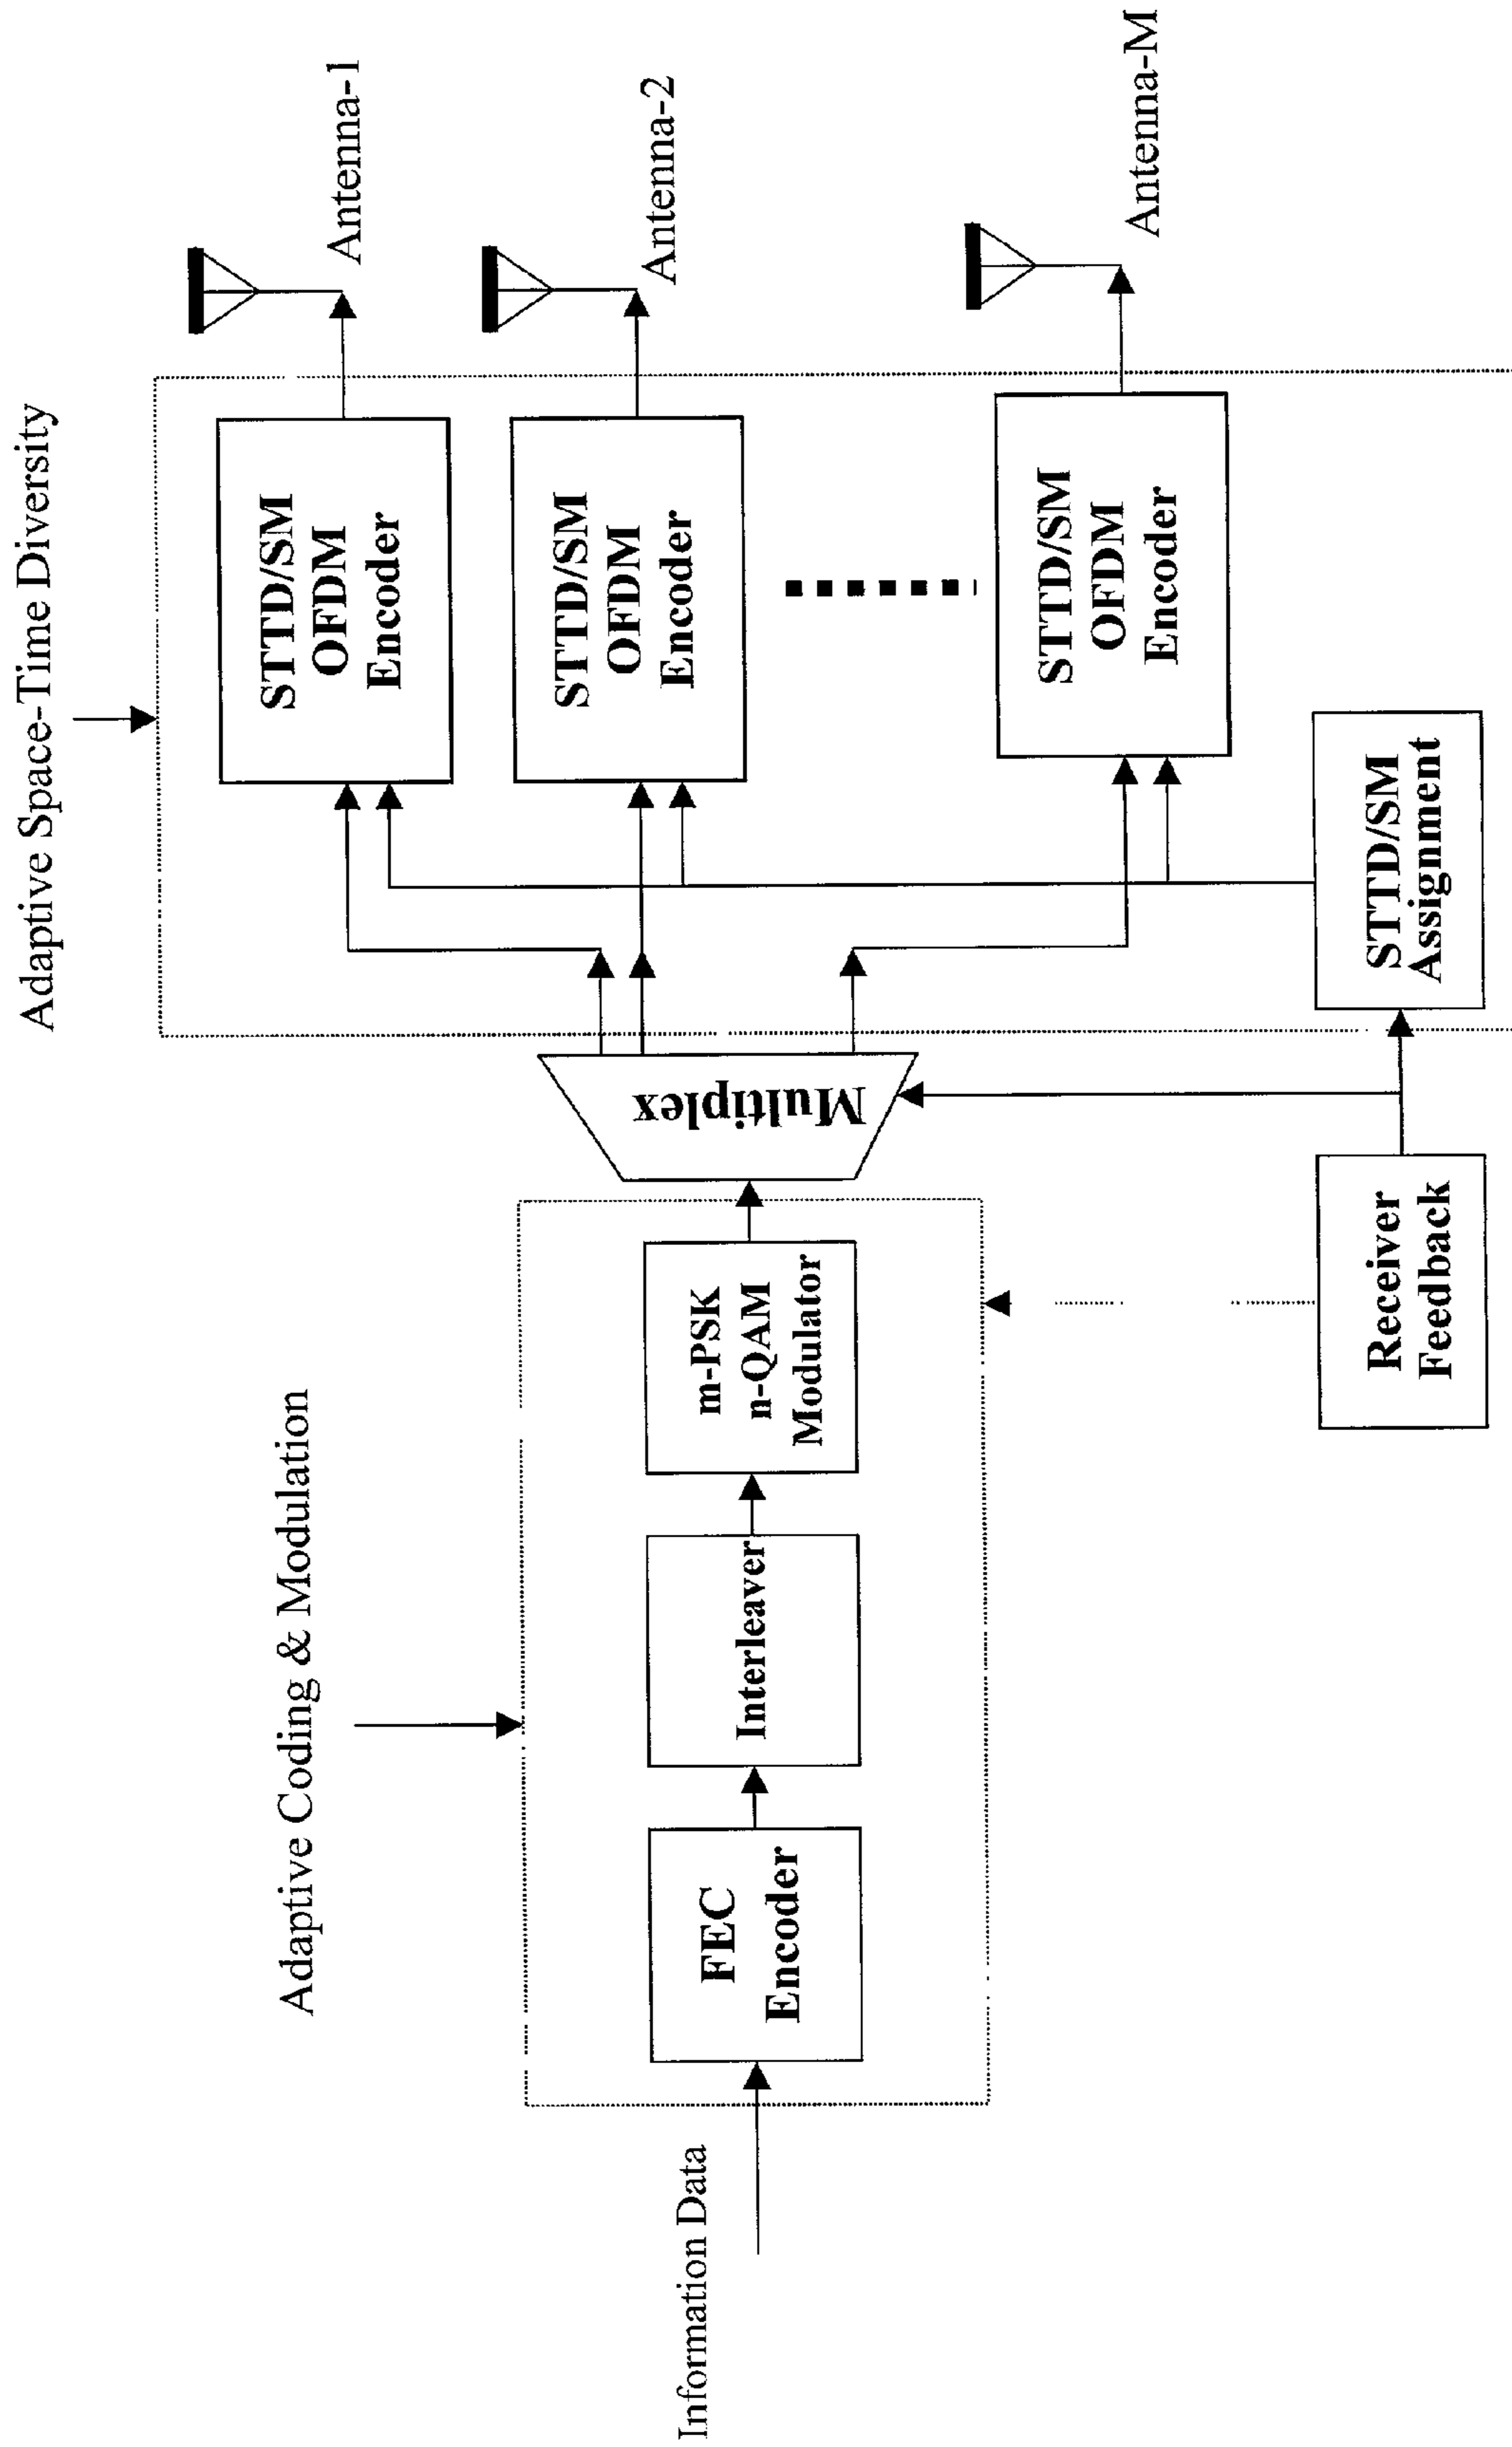 Adaptive Space-Time Diversity
Adaptive Coding & Modulation
Information Data
FEC
Encoder
Interleaver
m-PSK
n-QAM
Modulator
Multiplex
STTD/SM
OFDM
Encoder
Antenna-1
STTD/SM
OFDM
Encoder
Antenna-2
STTD/SM
OFDM
Encoder
Antenna-M
Receiver
Feedback
STTD/SM
Assignment